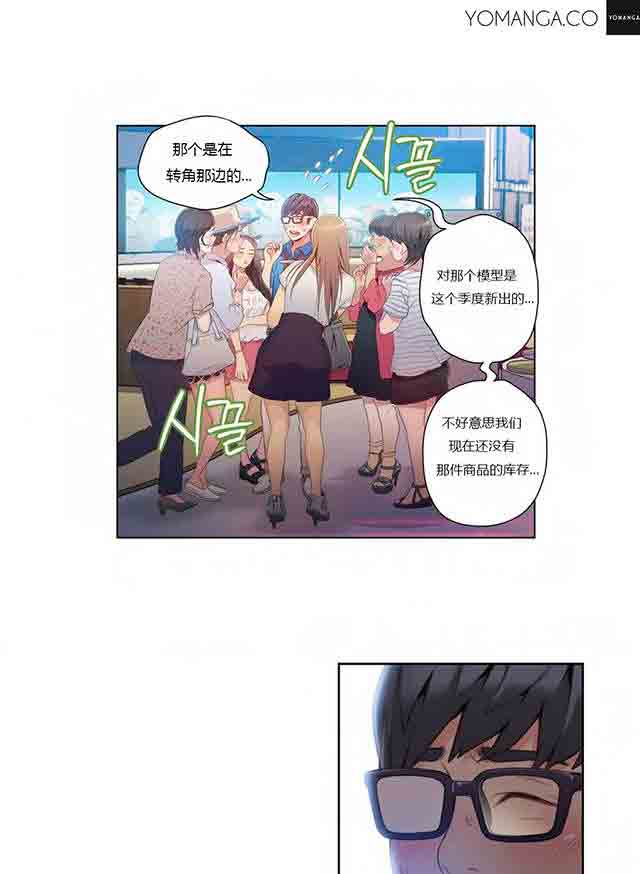 YOMANGA.CO
YOMANGA
那个是在
转角那边的...
시끌
对那个模型是
这个季度新出的...
시끌
不好意思我们
现在还没有
那件商品的库存...